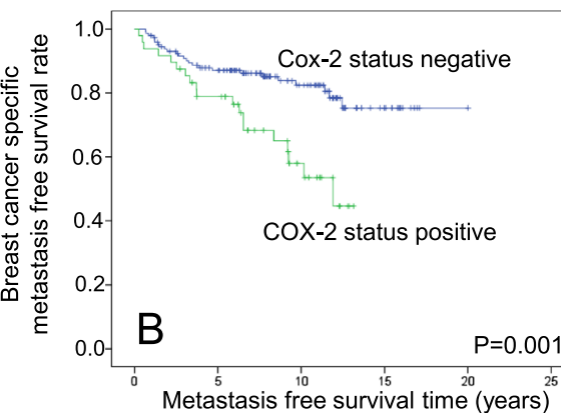 Breast cancer specific
metastasis free survival rate
1.0
0.8
0.6
0.4
0.2
0.0
Cox-2 status negative
COX-2 status positive
B
P=0.001
0 5 10 15 20 25
Metastasis free survival time (years)